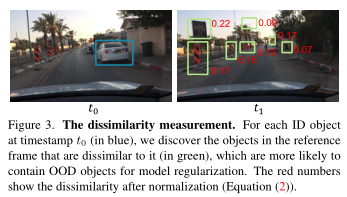 0.22
0.17
0.07
t₀
t₁
Figure 3. The dissimilarity measurement. For each ID object
at timestamp t₀ (in blue), we discover the objects in the reference
frame that are dissimilar to it (in green), which are more likely to
contain OOD objects for model regularization. The red numbers
show the dissimilarity after normalization (Equation (2)).